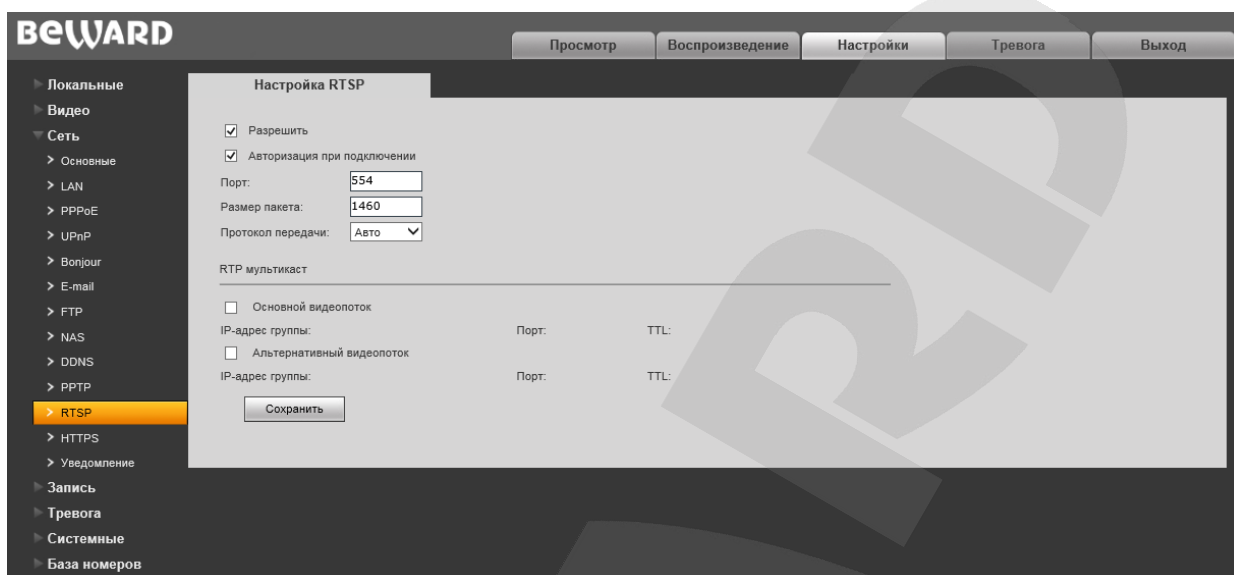 BEWARD
Просмотр Воспроизведение Настройки Тревога Выход
Локальные
Видео
Сеть
Основные
LAN
PPPoE
UPnP
Bonjour
E-mail
FTP
NAS
DDNS
PPTP
RTSP
HTTPS
Уведомление
Запись
Тревога
Системные
База номеров
Настройка RTSP
Разрешить
Авторизация при подключении
Порт: 554
Размер пакета: 1460
Протокол передачи: Авто
RTP мультикаст
Основной видеопоток
IP-адрес группы: Порт: TTL:
Альтернативный видеопоток
IP-адрес группы: Порт: TTL:
Сохранить